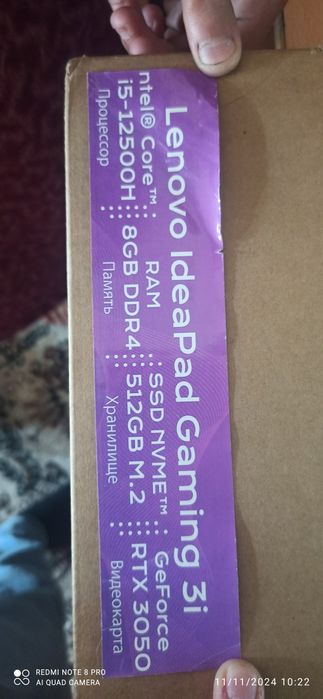 Lenovo IdeaPad Gaming 3i
ntel® Core™
i5-12500H
Процессор
RAM
8GB DDR4
Память
SSD NVME™
512GB M.2
Хранилище
GeForce
RTX 3050
Видеокарта
REDMI NOTE 8 PRO
AI QUAD CAMERA
11/11/2024 10:22